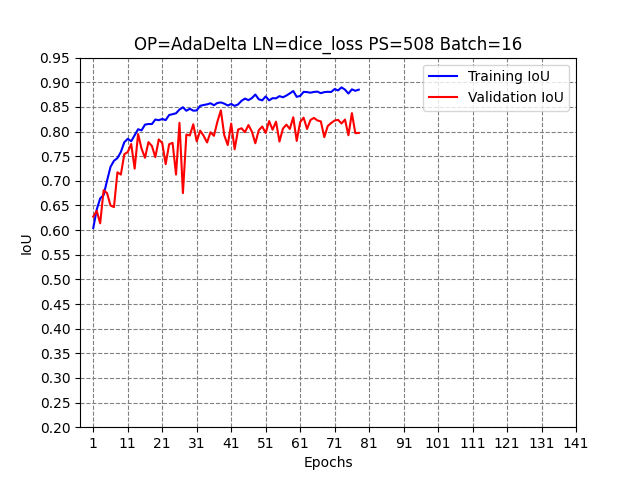 OP=AdaDelta LN=dice_loss PS=508 Batch=16
Training IoU
Validation IoU
IoU
0.95
0.90
0.85
0.80
0.75
0.70
0.65
0.60
0.55
0.50
0.45
0.40
0.35
0.30
0.25
0.20
1 11 21 31 41 51 61 71 81 91 101 111 121 131 141
Epochs